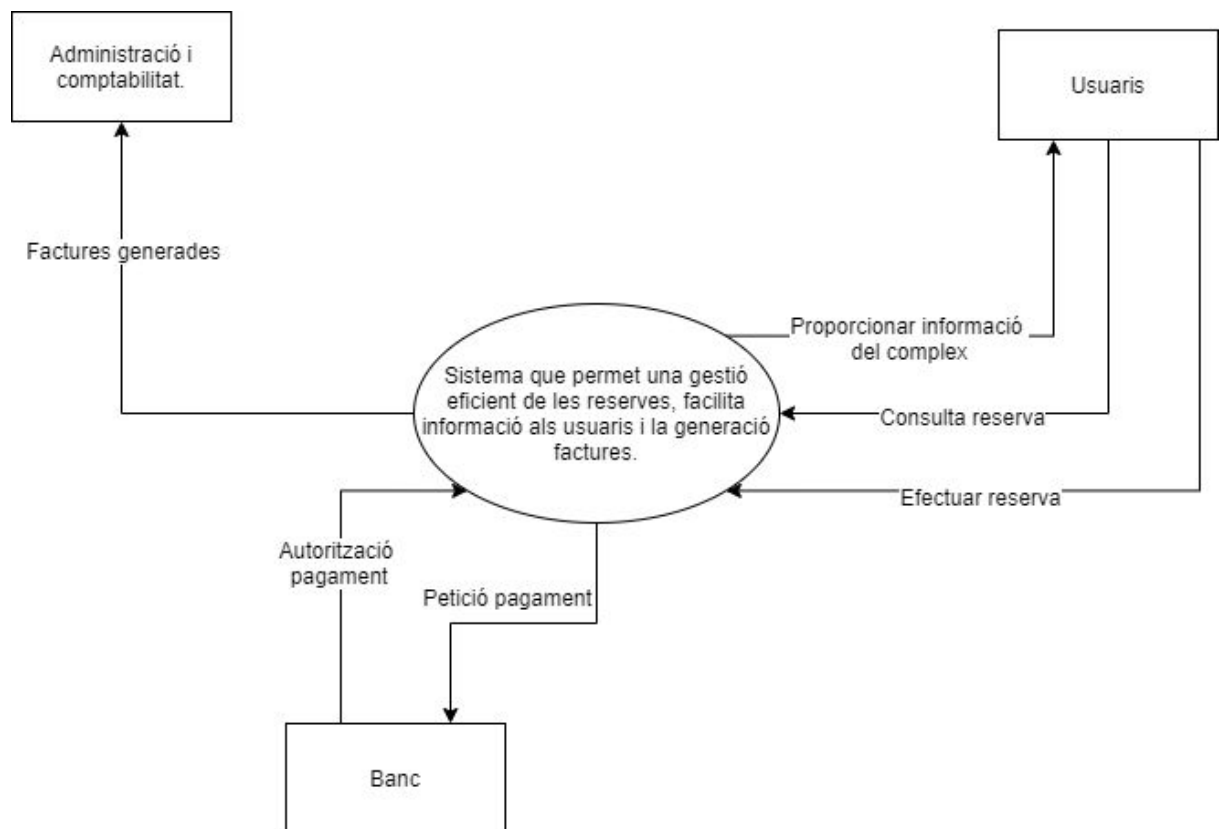 Administració i
comptabilitat.
Usuaris
Factures generades
Proporcionar informació
del complex
Sistema que permet una gestió
eficient de les reserves, facilita
informació als usuaris i la generació
factures.
Consulta reserva
Efectuar reserva
Autorització
pagament
Petició pagament
Banc